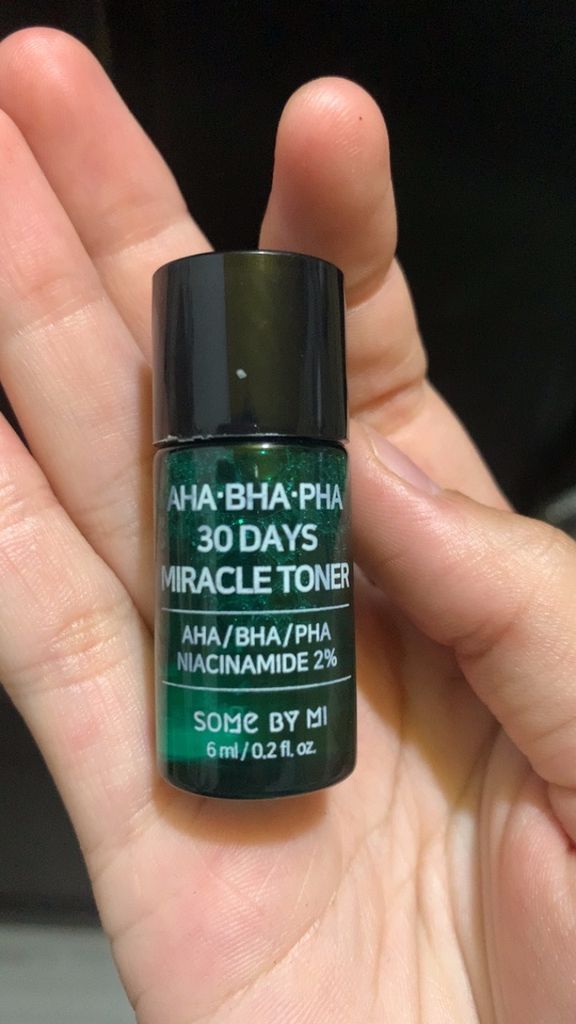 AHA·BHA·PHA
30 DAYS
MIRACLE TONER
AHA/BHA/PHA
NIACINAMIDE 2%
SOME BY MI
6 ml / 0.2 fl. oz.